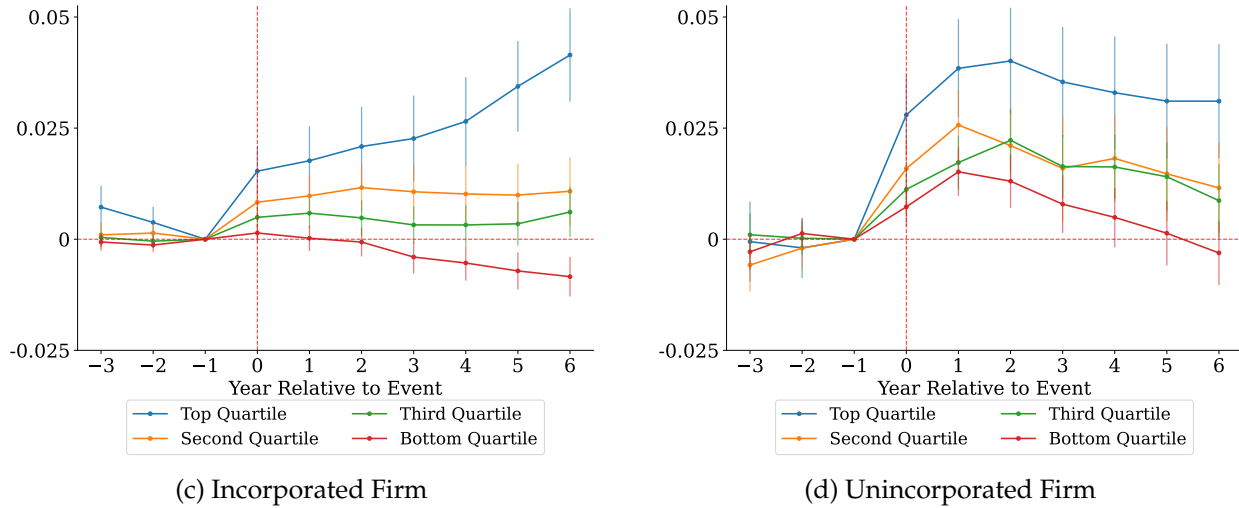 0.05
0.025
0
-0.025
−3 −2 −1 0 1 2 3 4 5 6
Year Relative to Event
Top Quartile Third Quartile
Second Quartile Bottom Quartile
(c) Incorporated Firm
0.05
0.025
0
-0.025
−3 −2 −1 0 1 2 3 4 5 6
Year Relative to Event
Top Quartile Third Quartile
Second Quartile Bottom Quartile
(d) Unincorporated Firm